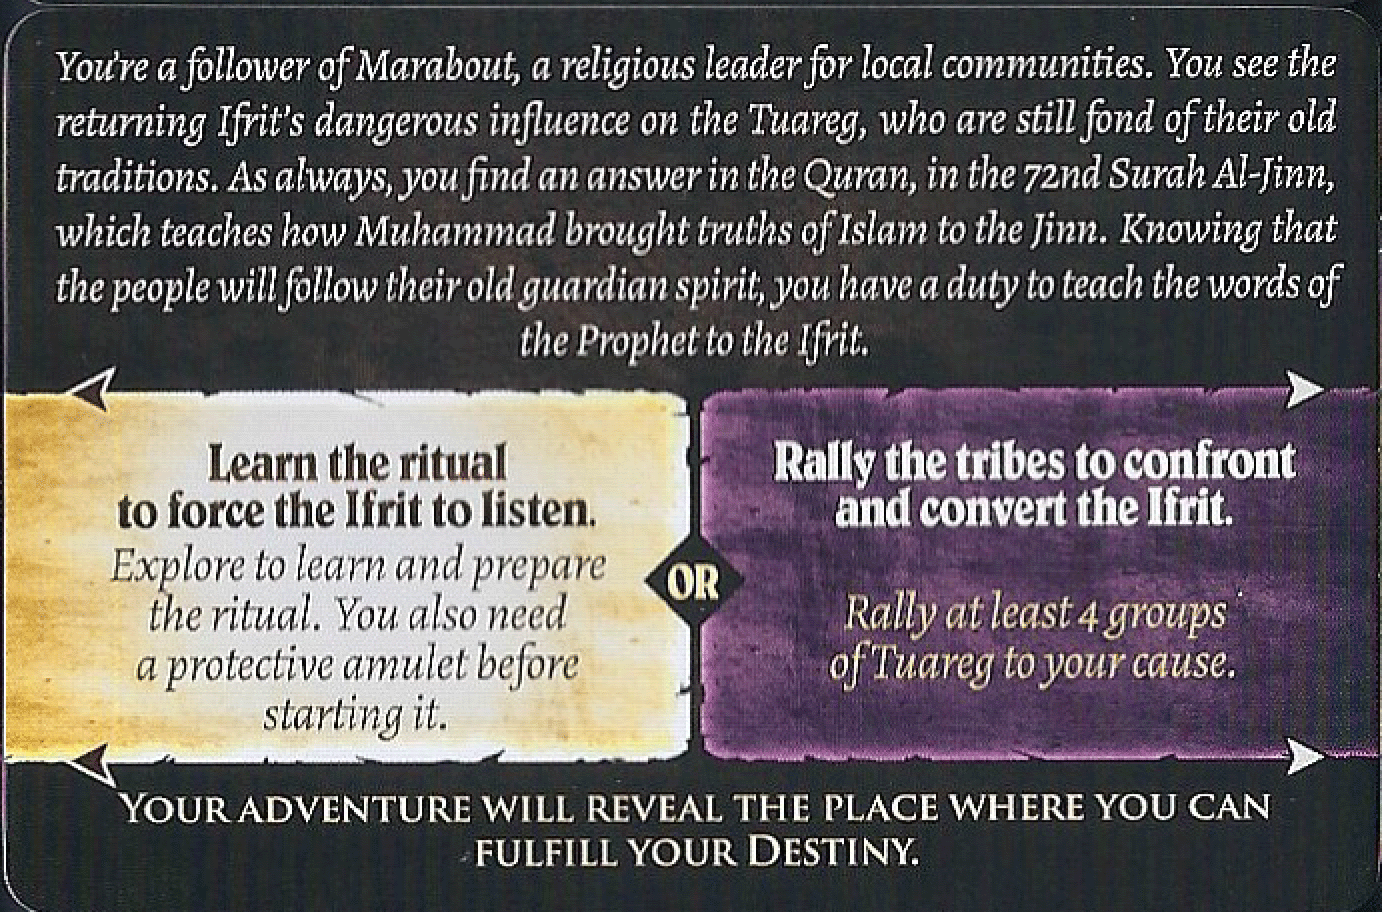 You're a follower of Marabout, a religious leader for local communities. You see the
returning Ifrit's dangerous influence on the Tuareg, who are still fond of their old
traditions. As always, you find an answer in the Quran, in the 72nd Surah Al-Jinn,
which teaches how Muhammad brought truths of Islam to the Jinn. Knowing that
the people will follow their old guardian spirit, you have a duty to teach the words of
the Prophet to the Ifrit.
Learn the ritual
to force the Ifrit to listen.
Explore to learn and prepare
the ritual. You also need
a protective amulet before
starting it.
OR
Rally the tribes to confront
and convert the Ifrit.
Rally at least 4 groups
of Tuareg to your cause.
YOUR ADVENTURE WILL REVEAL THE PLACE WHERE YOU CAN
FULFILL YOUR DESTINY.